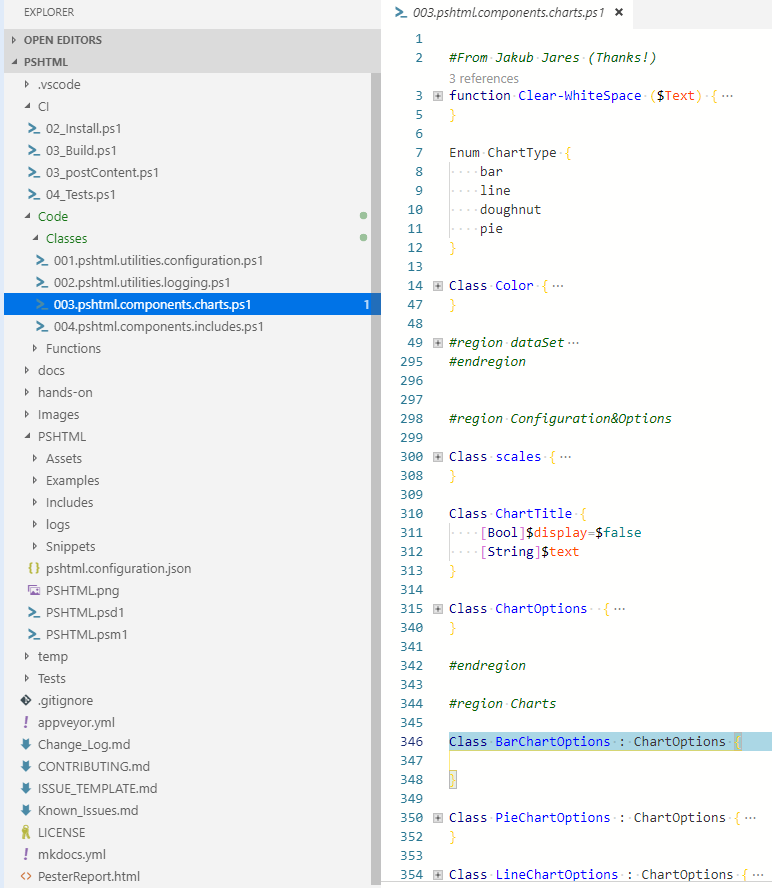 EXPLORER
OPEN EDITORS
PSHTML
.vscode
CI
02_Install.ps1
03_Build.ps1
03_postContent.ps1
04_Tests.ps1
Code
Classes
001.pshtml.utilities.configuration.ps1
002.pshtml.utilities.logging.ps1
003.pshtml.components.charts.ps1 1
004.pshtml.components.includes.ps1
Functions
docs
hands-on
Images
PSHTML
Assets
Examples
Includes
logs
Snippets
{} pshtml.configuration.json
PSHTML.png
PSHTML.psd1
PSHTML.psm1
temp
Tests
.gitignore
! appveyor.yml
Change_Log.md
CONTRIBUTING.md
ISSUE_TEMPLATE.md
Known_Issues.md
LICENSE
! mkdocs.yml
<> PesterReport.html
003.pshtml.components.charts.ps1 ×
1
2 #From Jakub Jares (Thanks!)
3 references
3 function Clear-WhiteSpace ($Text) { ...
5 }
6
7 Enum ChartType {
8 bar
9 line
10 doughnut
11 pie
12 }
13
14 Class Color { ...
47 }
48
49 #region dataSet ...
295 #endregion
296
297
298 #region Configuration&Options
299
300 Class scales { ...
308 }
309
310 Class ChartTitle {
311 [Bool]$display=$false
312 [String]$text
313 }
314
315 Class ChartOptions { ...
340 }
341
342 #endregion
343
344 #region Charts
345
346 Class BarChartOptions : ChartOptions {
347
348 }
349
350 Class PieChartOptions : ChartOptions { ...
352 }
353
354 Class LineChartOptions : ChartOptions { ...